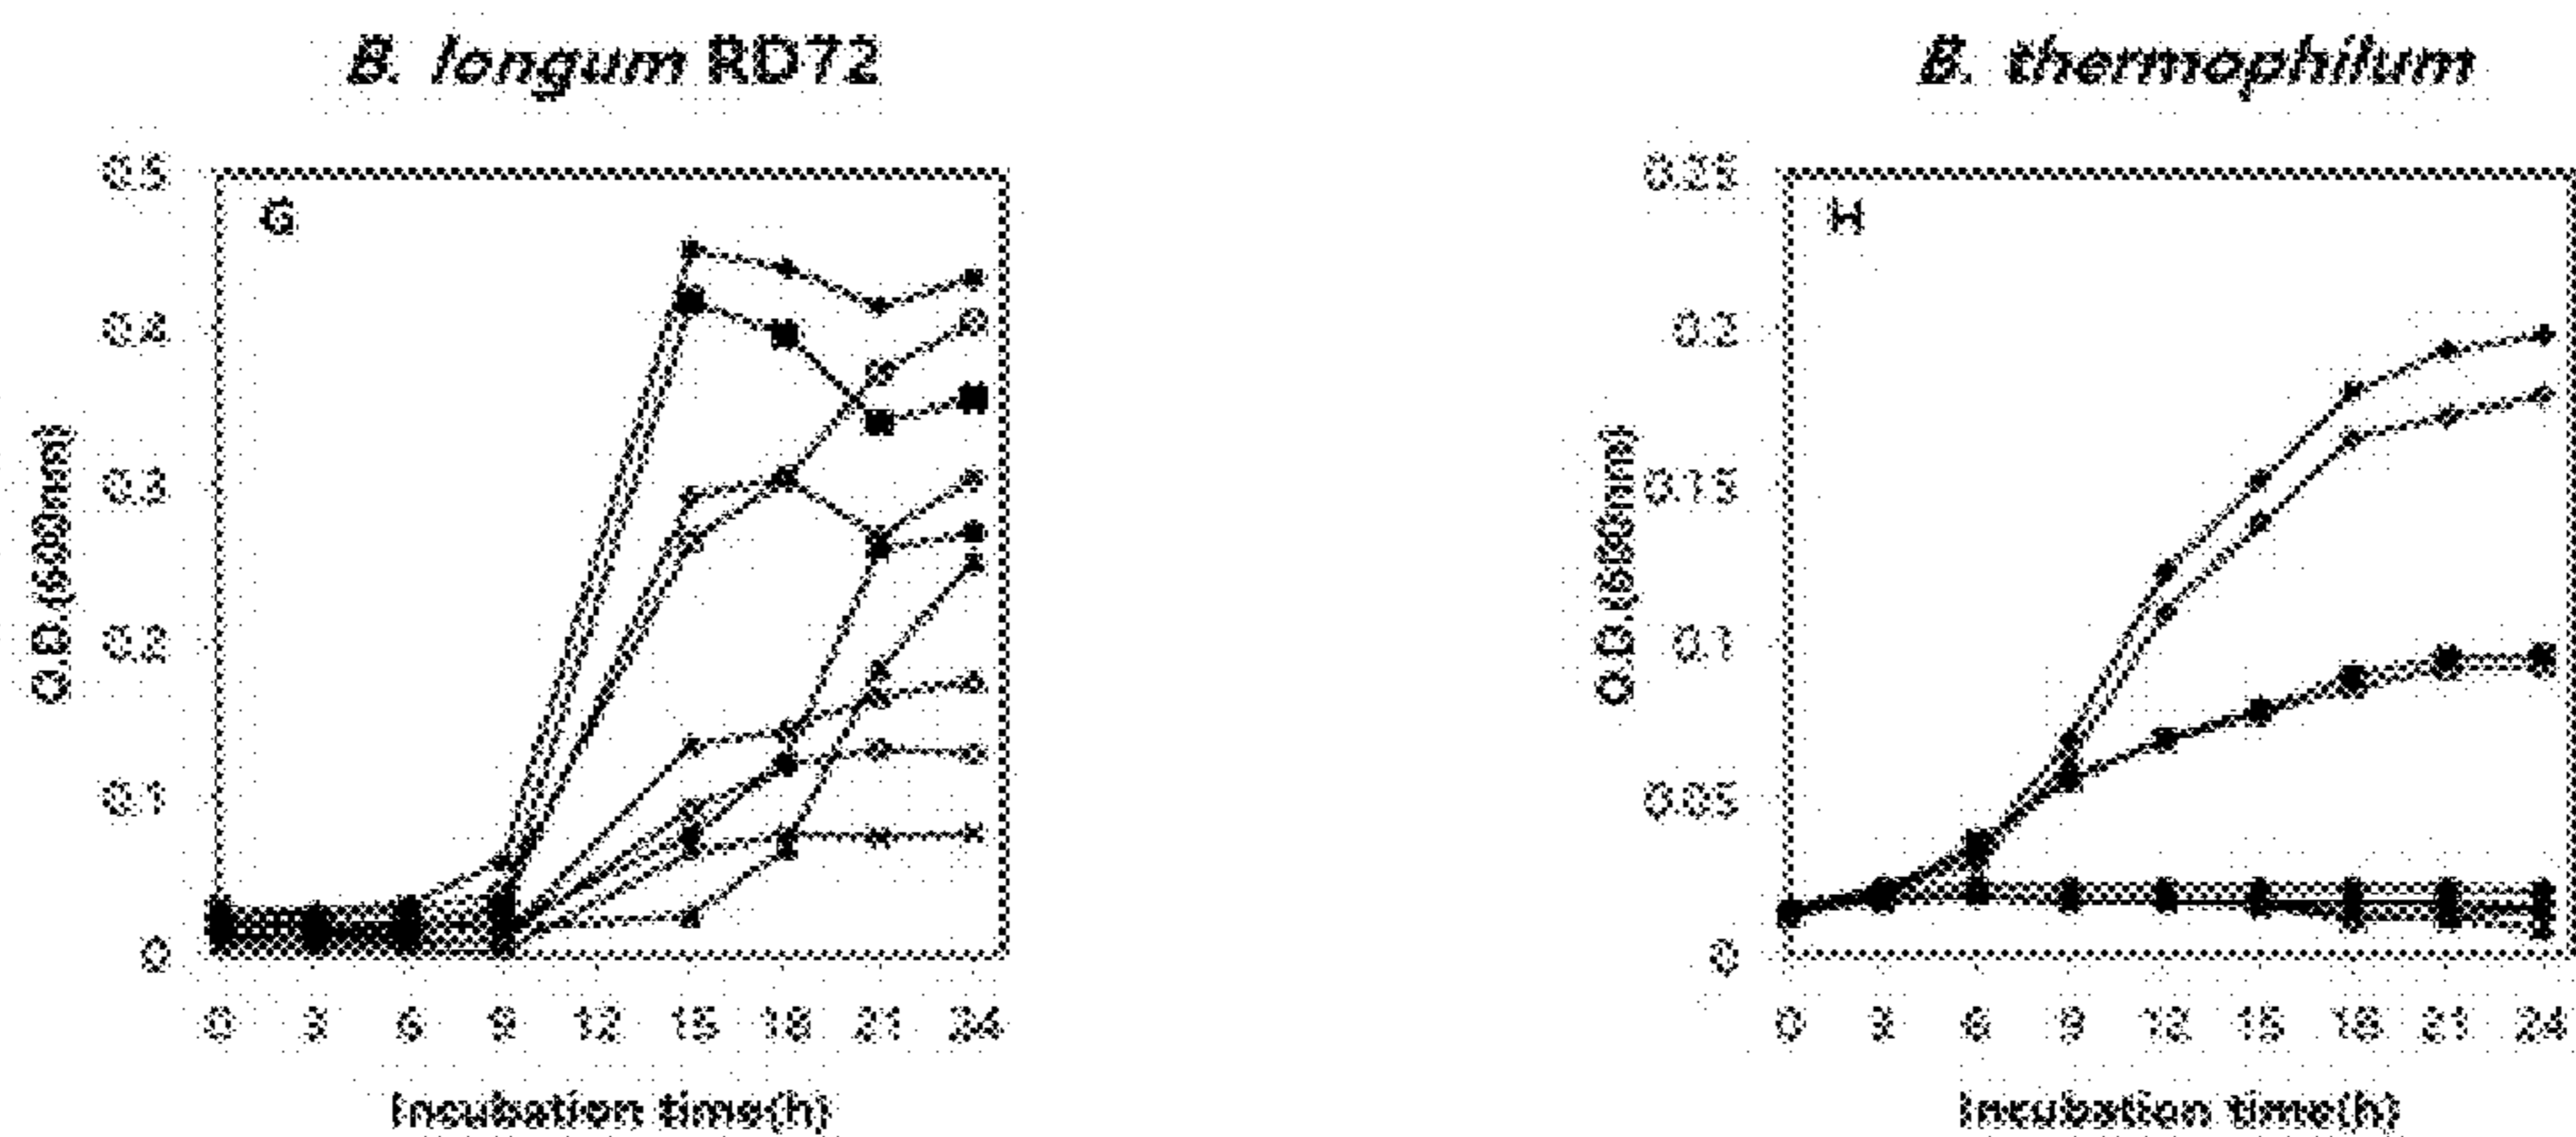 B. longum RD72
B. thermophilum
G
H
0.5
0.4
0.3
0.2
0.1
0
0.25
0.2
0.15
0.1
0.05
0
O.D.(600nm)
O.D.(600nm)
0 3 6 9 12 15 18 21 24
0 3 6 9 12 15 18 21 24
Incubation time(h)
Incubation time(h)